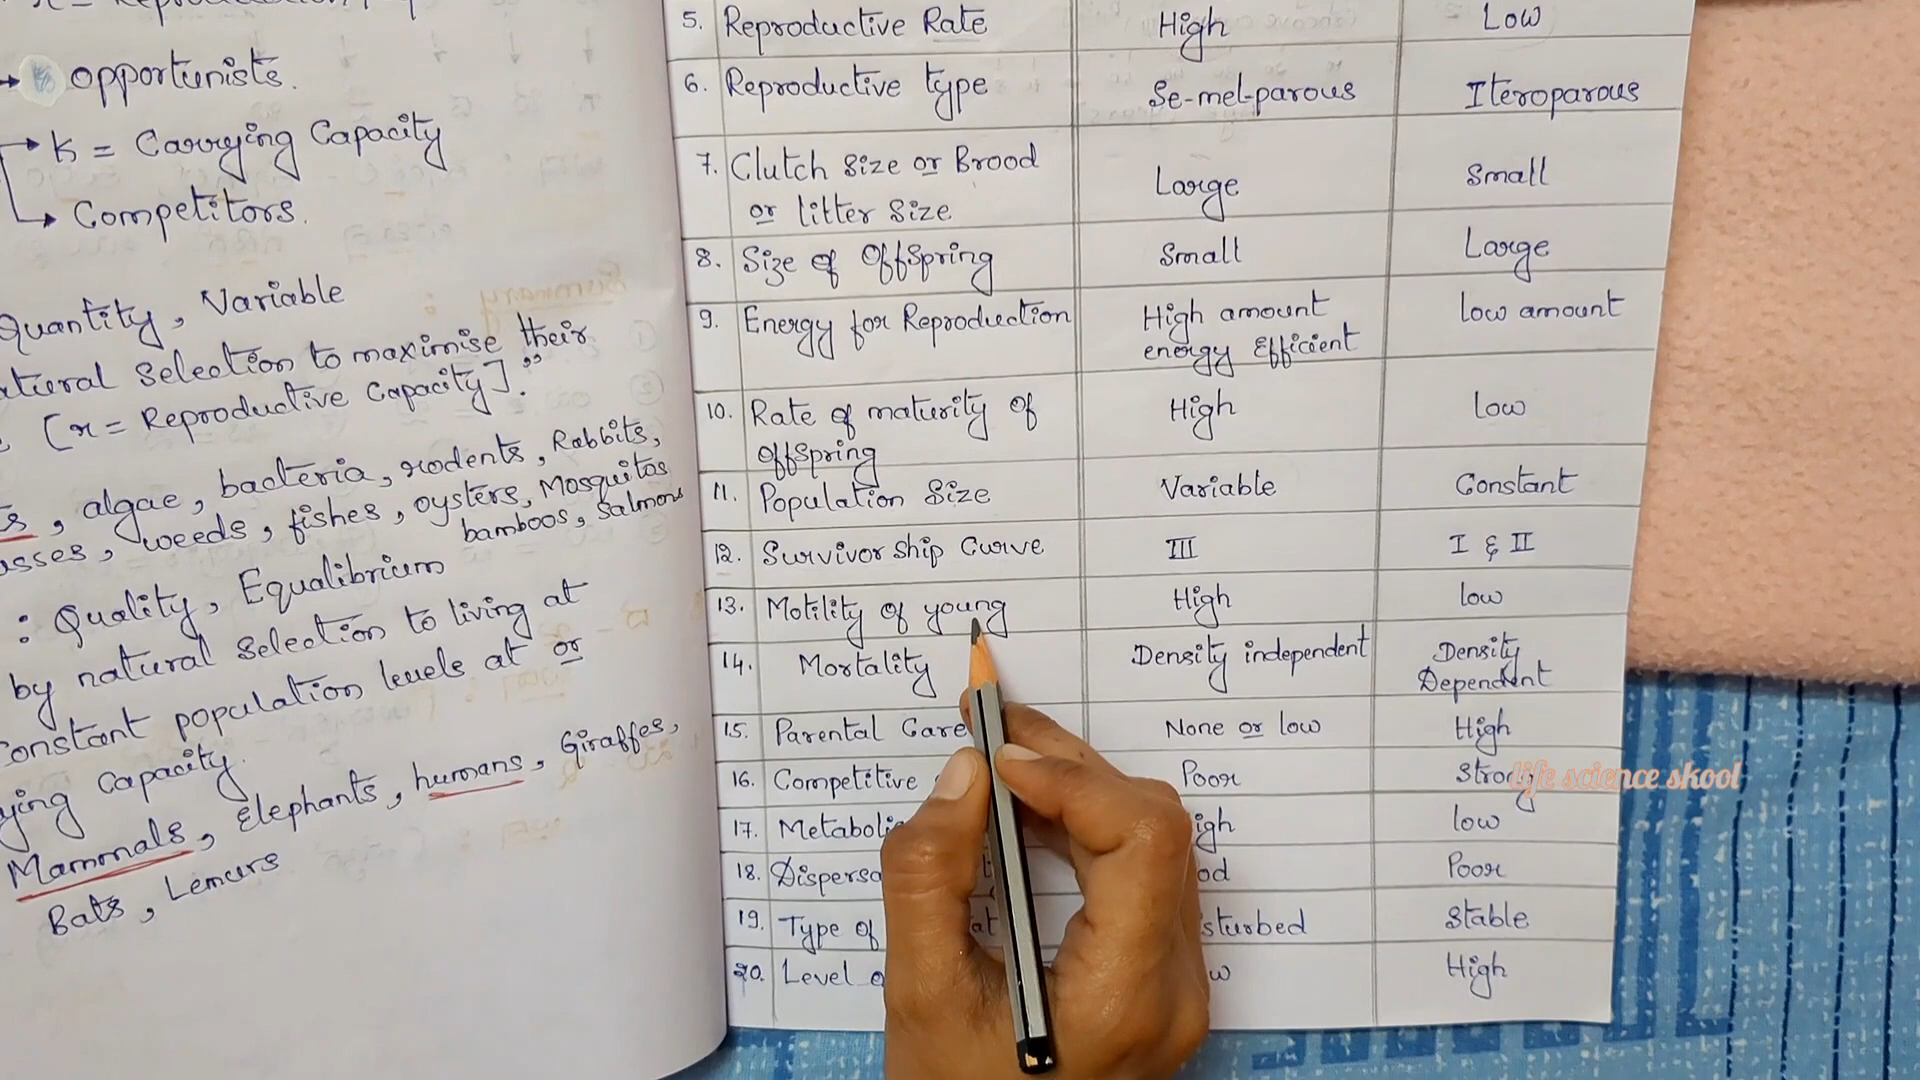 → opportunists.
→ K = Carrying Capacity
→ Competitors.
Quantity, Variable
Selection to maximise their
[r = Reproductive Capacity]."
, algae, bacteria, rodents, Rabbits,
, weeds, fishes, oysters, Mosquitos
bamboos, Salmons
: Quality, Equalibrium
by natural selection to living at
Constant population levels at or
Capacity.
Mammals, Elephants, humans, Giraffes,
Bats, Lemurs
5. Reproductive Rate High Low
6. Reproductive type Se-mel-parous Iteroparous
7. Clutch Size or Brood Large Small
or litter Size
8. Size of Offspring Small Large
9. Energy for Reproduction High amount low amount
energy Efficient
10. Rate of maturity of High low
offspring
11. Population Size Variable Constant
12. Survivor ship Curve III I & II
13. Motility of young High low
14. Mortality Density independent Density
Dependent
15. Parental Care None or low High
16. Competitive Poor Strong
17. low
18. Poor
19. Type of Stable
20. Level High
life science skool